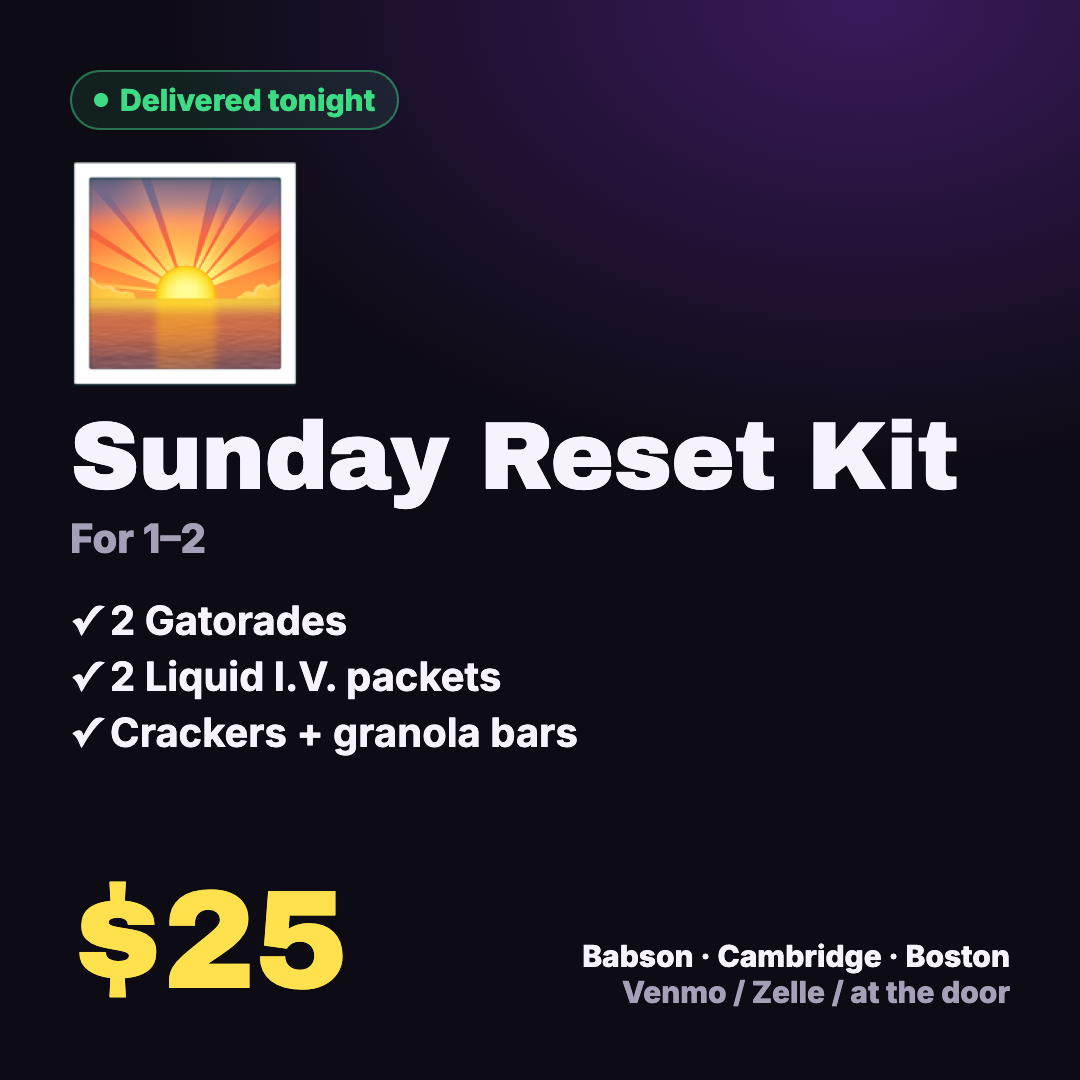 Delivered tonight
Sunday Reset Kit
For 1–2
✓ 2 Gatorades
✓ 2 Liquid I.V. packets
✓ Crackers + granola bars
$25
Babson · Cambridge · Boston
Venmo / Zelle / at the door